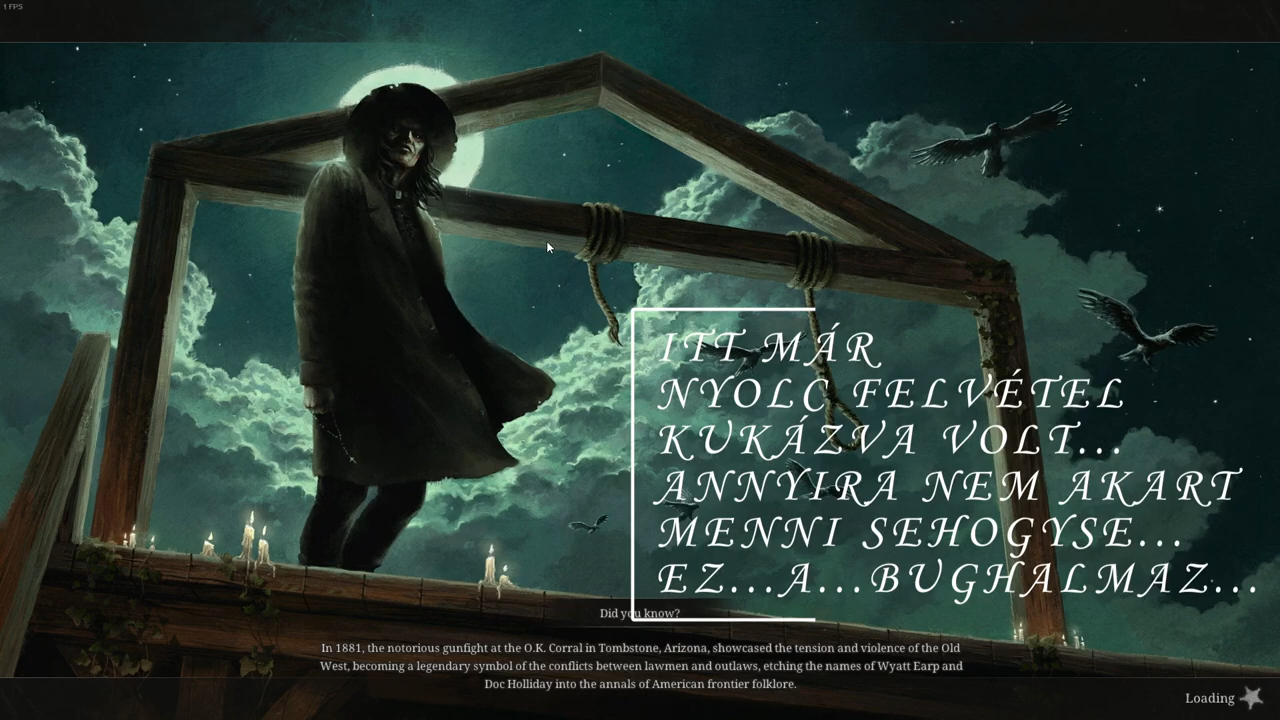 1 FPS
ITT MÁR
NYOLC FELVÉTEL
KUKÁZVA VOLT...
ANNYIRA NEM AKART
MENNI SEHOGYSE...
EZ...A...BUGHALMAZ...
Did you know?
In 1881, the notorious gunfight at the O.K. Corral in Tombstone, Arizona, showcased the tension and violence of the Old
West, becoming a legendary symbol of the conflicts between lawmen and outlaws, etching the names of Wyatt Earp and
Doc Holliday into the annals of American frontier folklore.
Loading